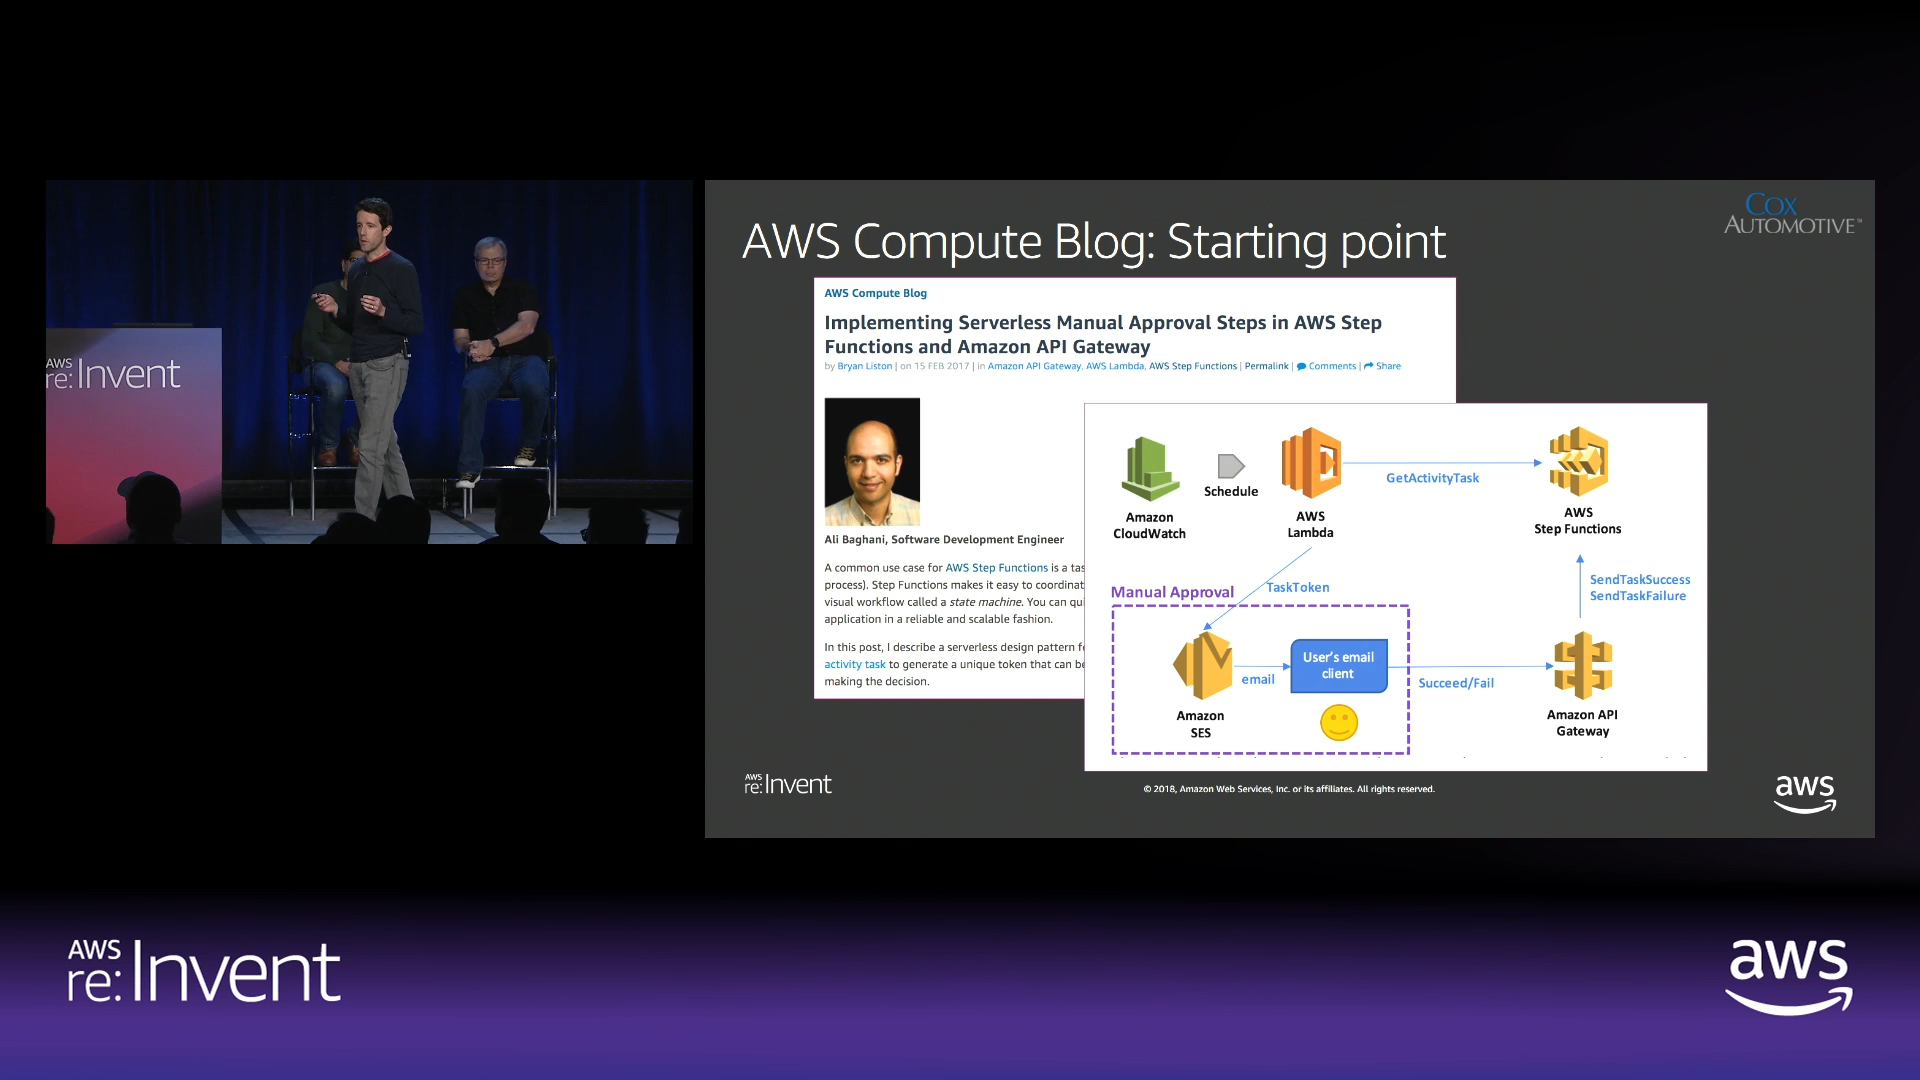 AWS
re:Invent
COX
AUTOMOTIVE™
AWS Compute Blog: Starting point
AWS Compute Blog
Implementing Serverless Manual Approval Steps in AWS Step
Functions and Amazon API Gateway
by Bryan Liston | on 15 FEB 2017 | in Amazon API Gateway, AWS Lambda, AWS Step Functions | Permalink | Comments | Share
Ali Baghani, Software Development Engineer
A common use case for AWS Step Functions is a tas
process). Step Functions makes it easy to coordinat
visual workflow called a state machine. You can qui
application in a reliable and scalable fashion.
In this post, I describe a serverless design pattern f
activity task to generate a unique token that can be
making the decision.
Amazon
CloudWatch
Schedule
AWS
Lambda
GetActivityTask
AWS
Step Functions
TaskToken
SendTaskSuccess
SendTaskFailure
Manual Approval
Amazon
SES
email
User's email
client
Succeed/Fail
Amazon API
Gateway
AWS
re:Invent
© 2018, Amazon Web Services, Inc. or its affiliates. All rights reserved.
aws
AWS
re:Invent
aws